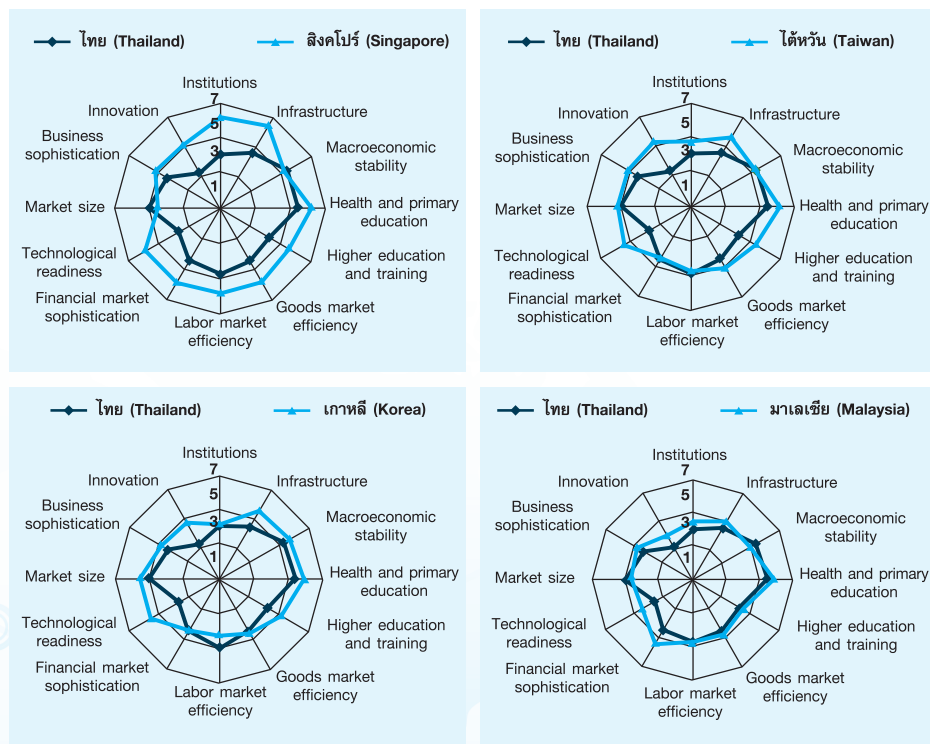 ไทย (Thailand) สิงคโปร์ (Singapore)
Institutions
7
Innovation
Infrastructure
5
Business
sophistication
Macroeconomic
stability
3
1
Market size
Health and primary
education
Technological
readiness
Higher education
and training
Financial market
sophistication
Goods market
efficiency
Labor market
efficiency
ไทย (Thailand) ไต้หวัน (Taiwan)
Institutions
7
Innovation
Infrastructure
5
Business
sophistication
Macroeconomic
stability
3
1
Market size
Health and primary
education
Technological
readiness
Higher education
and training
Financial market
sophistication
Goods market
efficiency
Labor market
efficiency
ไทย (Thailand) เกาหลี (Korea)
Institutions
7
Innovation
Infrastructure
5
Business
sophistication
Macroeconomic
stability
3
1
Market size
Health and primary
education
Technological
readiness
Higher education
and training
Financial market
sophistication
Goods market
efficiency
Labor market
efficiency
ไทย (Thailand) มาเลเซีย (Malaysia)
Institutions
7
Innovation
Infrastructure
5
Business
sophistication
Macroeconomic
stability
3
1
Market size
Health and primary
education
Technological
readiness
Higher education
and training
Financial market
sophistication
Goods market
efficiency
Labor market
efficiency